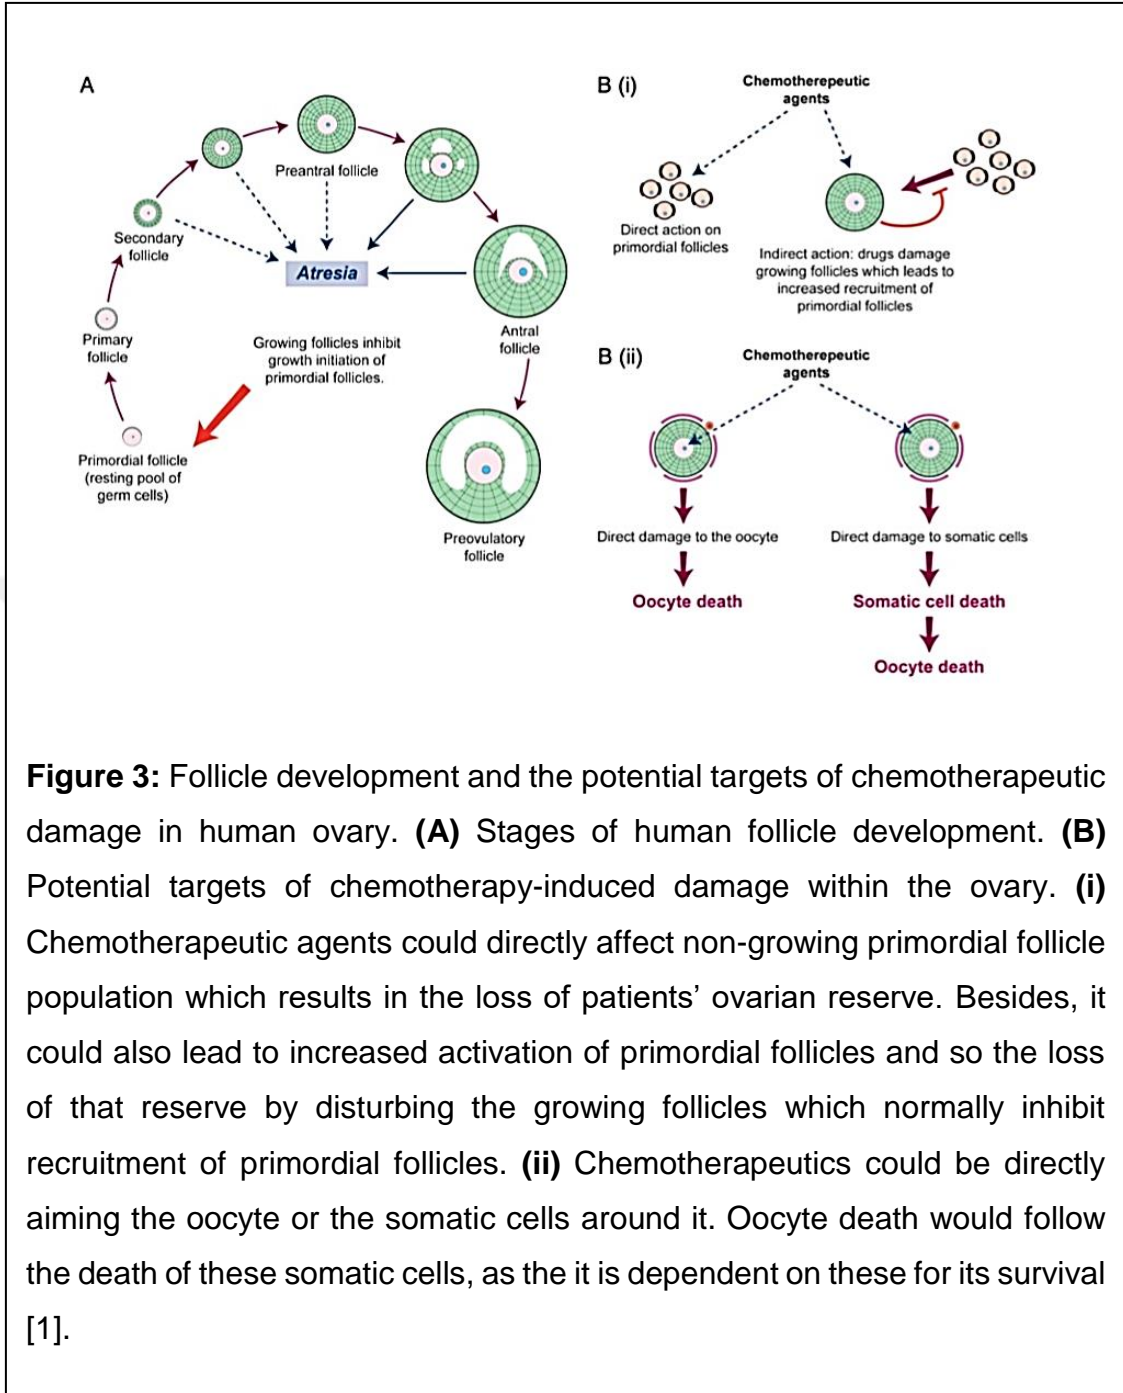 A
Preantral follicle
Secondary
follicle
Atresia
Primary
follicle
Growing follicles inhibit
growth initiation of
primordial follicles.
Antral
follicle
Primordial follicle
(resting pool of
germ cells)
Preovulatory
follicle
B (i)
Chemotherepeutic
agents
Direct action on
primordial follicles
Indirect action: drugs damage
growing follicles which leads to
increased recruitment of
primordial follicles
B (ii)
Chemotherepeutic
agents
Direct damage to the oocyte
Oocyte death
Direct damage to somatic cells
Somatic cell death
Oocyte death
Figure 3: Follicle development and the potential targets of chemotherapeutic
damage in human ovary. (A) Stages of human follicle development. (B)
Potential targets of chemotherapy-induced damage within the ovary. (i)
Chemotherapeutic agents could directly affect non-growing primordial follicle
population which results in the loss of patients’ ovarian reserve. Besides, it
could also lead to increased activation of primordial follicles and so the loss
of that reserve by disturbing the growing follicles which normally inhibit
recruitment of primordial follicles. (ii) Chemotherapeutics could be directly
aiming the oocyte or the somatic cells around it. Oocyte death would follow
the death of these somatic cells, as the it is dependent on these for its survival
[1].